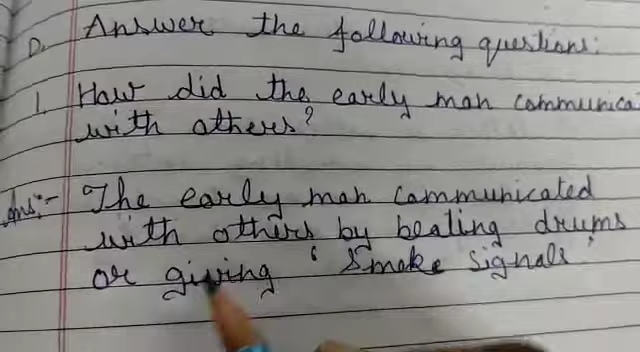 D. Answer the following questions:
1. How did the early man communica
with others?
Ans:- The early man communicated
with others by beating drums
or giving 'Smoke signals'